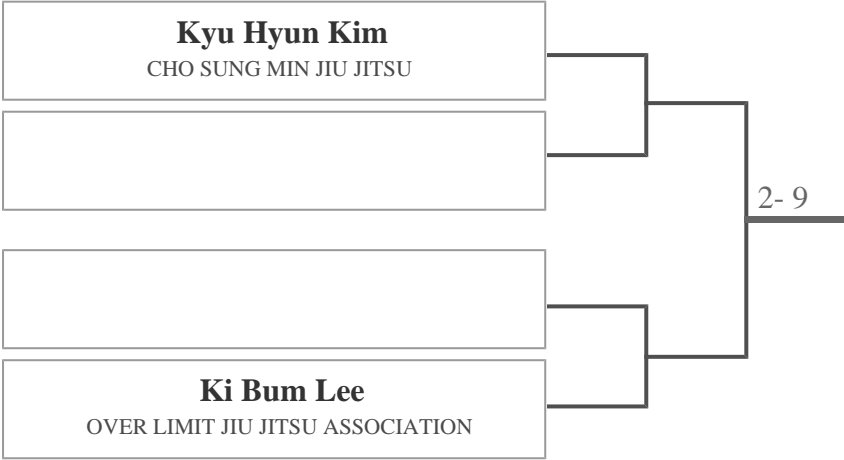 Kyu Hyun Kim
CHO SUNG MIN JIU JITSU
2- 9
Ki Bum Lee
OVER LIMIT JIU JITSU ASSOCIATION